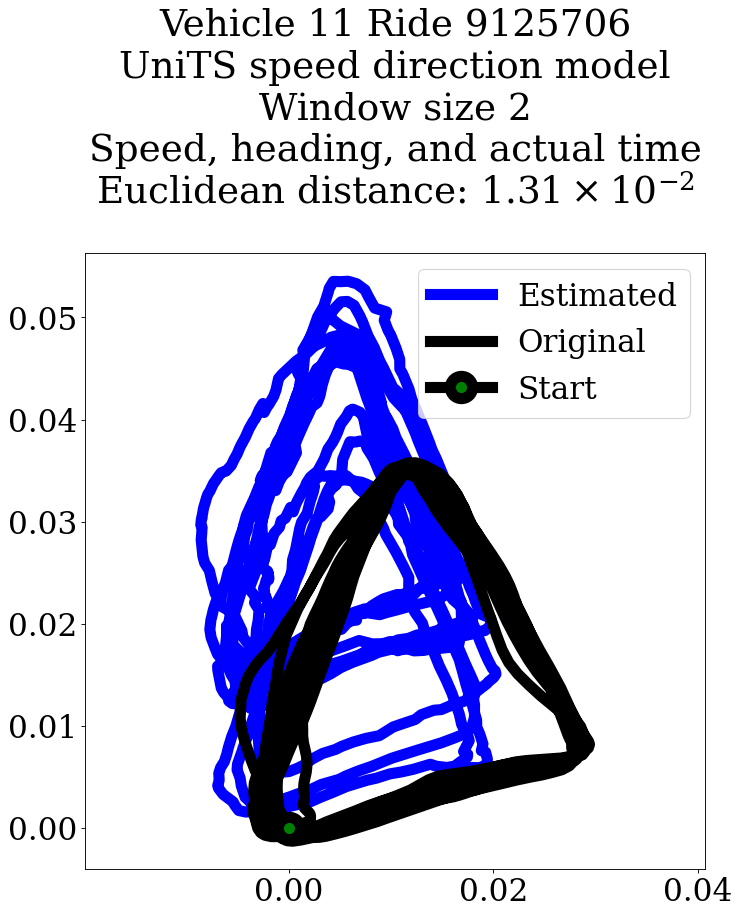 Vehicle 11 Ride 9125706
UniTS speed direction model
Window size 2
Speed, heading, and actual time
Euclidean distance: 1.31 × 10⁻²
Estimated
Original
Start
0.05
0.04
0.03
0.02
0.01
0.00
0.00 0.02 0.04